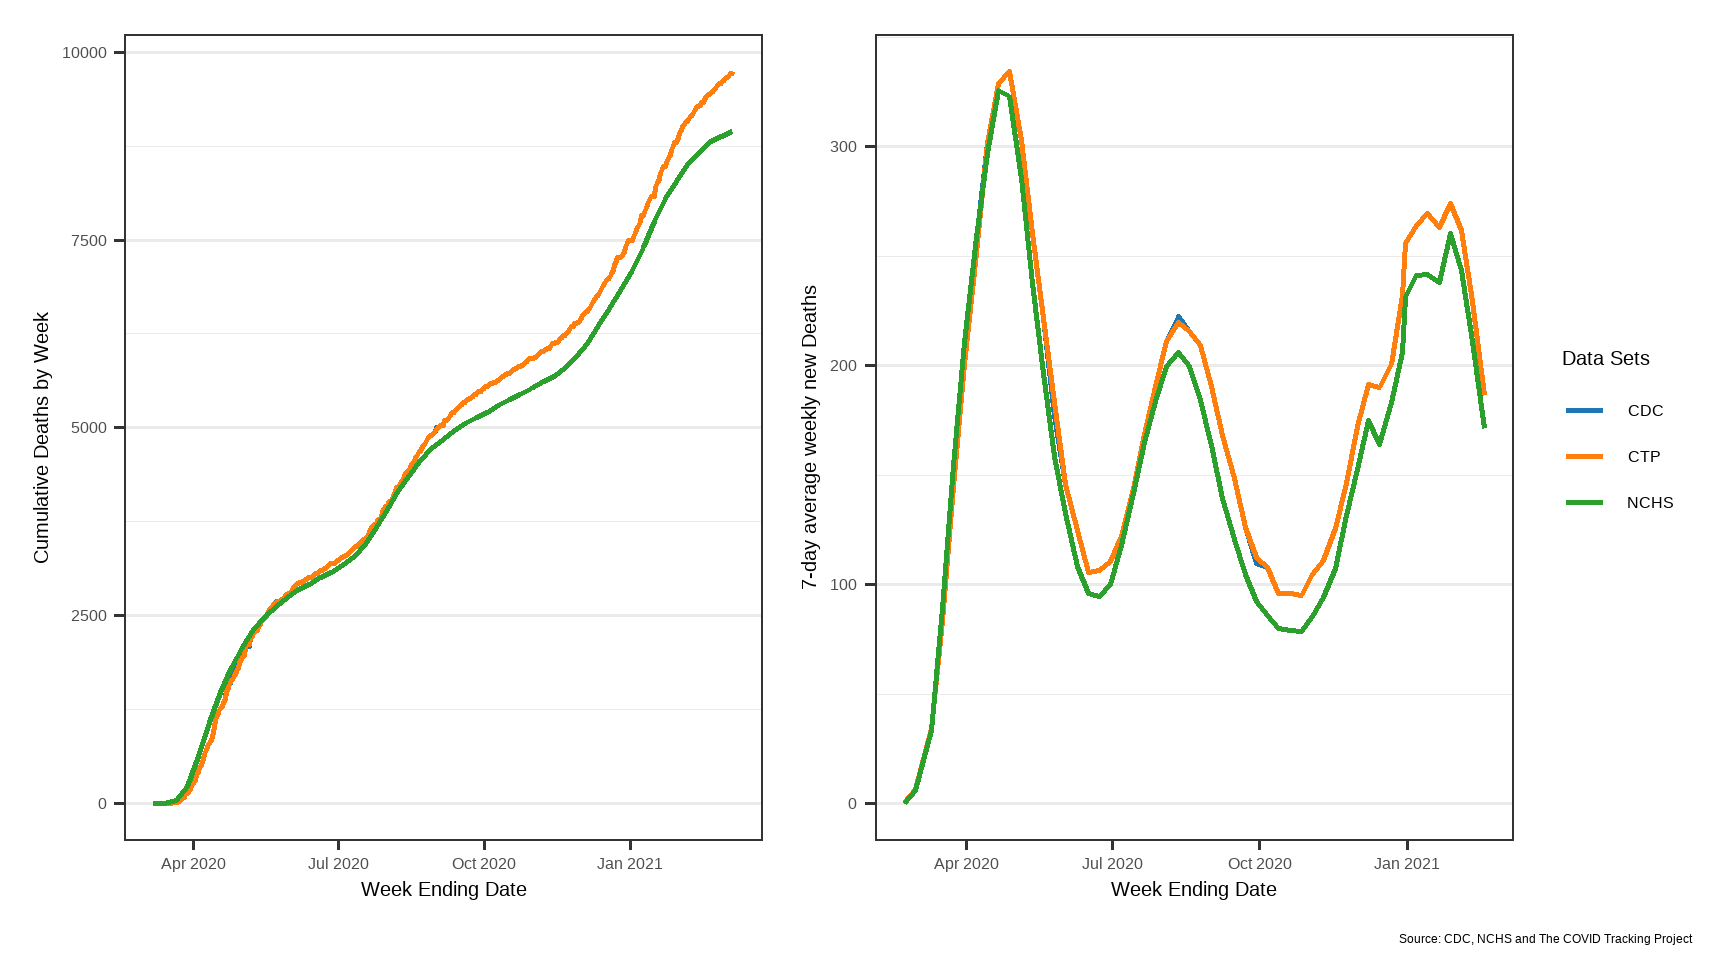 10000
7500
5000
2500
0
Cumulative Deaths by Week
Apr 2020
Jul 2020
Oct 2020
Jan 2021
Week Ending Date
300
200
100
0
7-day average weekly new Deaths
Apr 2020
Jul 2020
Oct 2020
Jan 2021
Week Ending Date
Data Sets
CDC
CTP
NCHS
Source: CDC, NCHS and The COVID Tracking Project